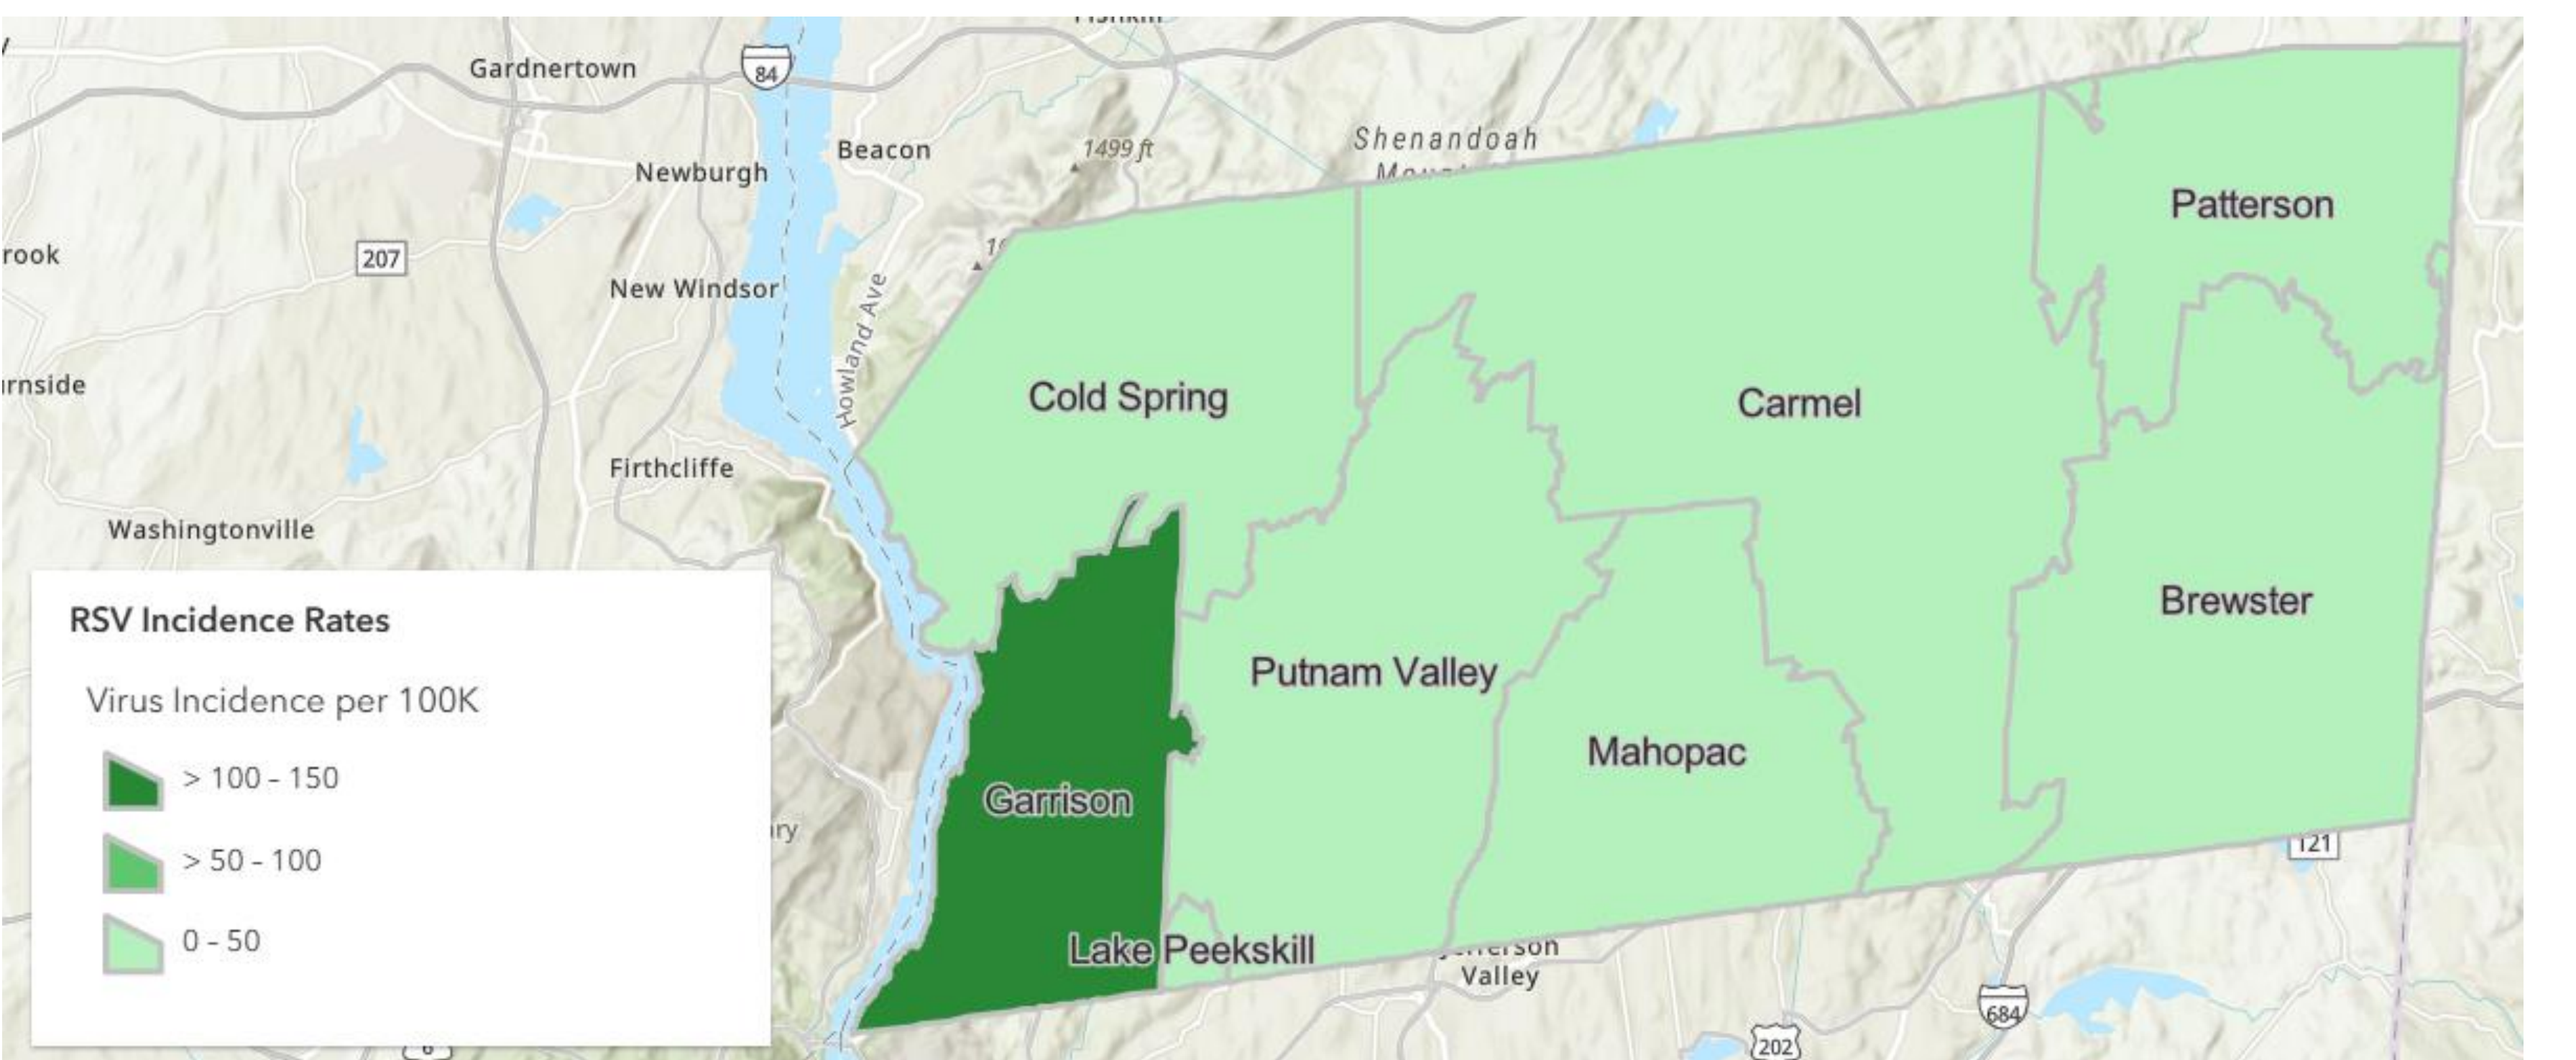 Gardnertown
84
Beacon
1499 ft
Shenandoah
Newburgh
Patterson
207
New Windsor
Howland Ave
Cold Spring
Carmel
Firthcliffe
Washingtonville
Brewster
Putnam Valley
Mahopac
Garrison
121
Lake Peekskill
Valley
684
202
RSV Incidence Rates
Virus Incidence per 100K
> 100 - 150
> 50 - 100
0 - 50